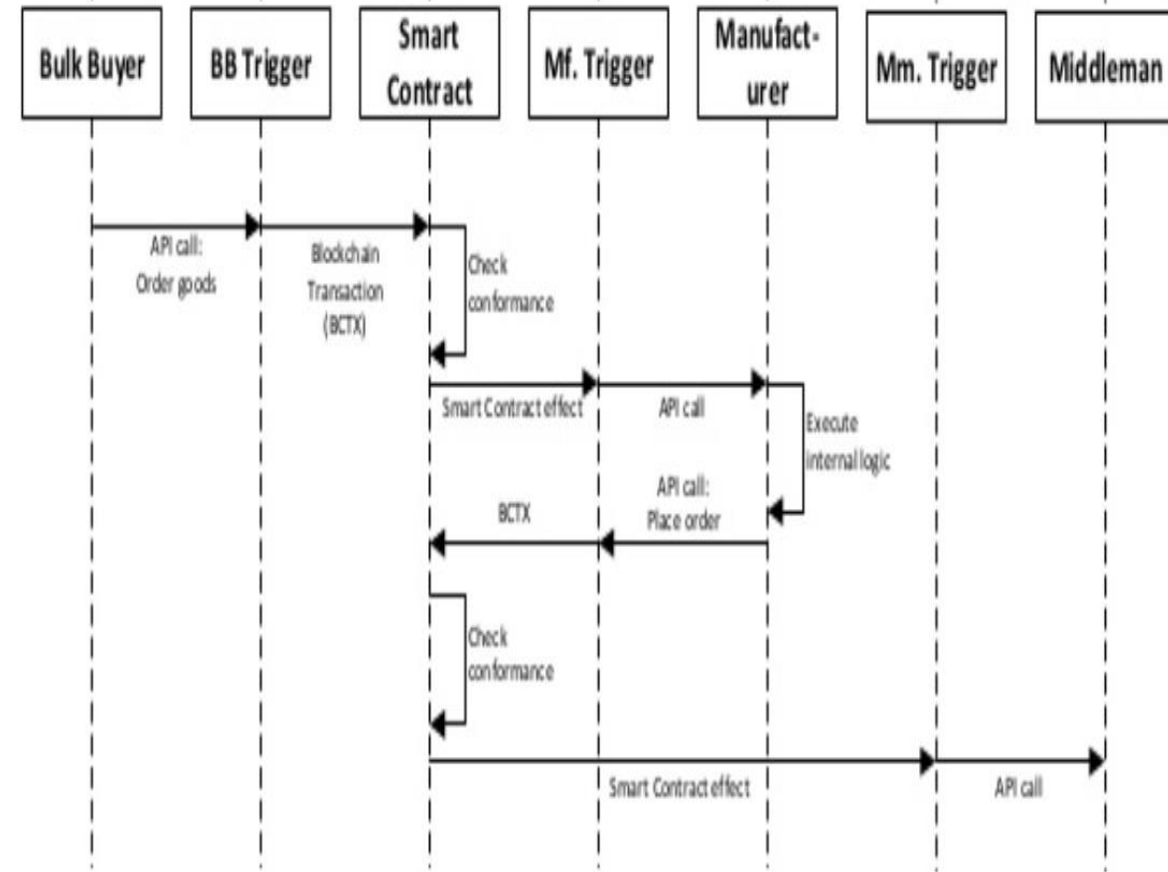 Bulk Buyer
BB Trigger
Smart
Contract
Mf. Trigger
Manufact-
urer
Mm. Trigger
Middleman
API call:
Order goods
Blockchain
Transaction
(BCTX)
Check
conformance
Smart Contract effect
API call
Execute
internal logic
API call:
Place order
BCTX
Check
conformance
Smart Contract effect
API call